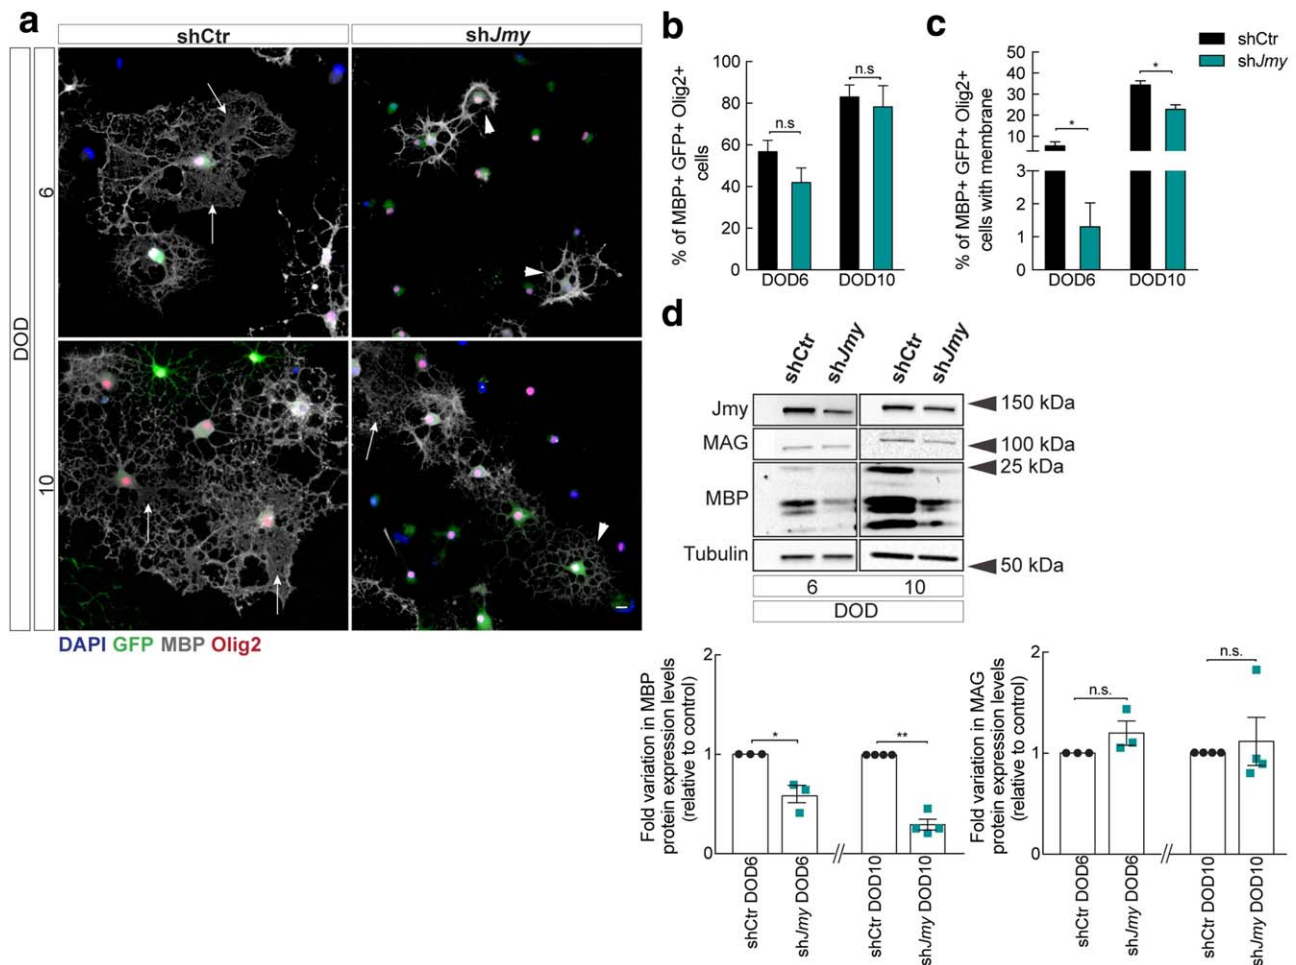 a
shCtr
shJmy
DOD
6
10
DAPI GFP MBP Olig2
b
% of MBP+ GFP+ Olig2+
cells
100
80
60
40
20
0
n.s
n.s
DOD6
DOD10
c
% of MBP+ GFP+ Olig2+
cells with membrane
50
40
30
20
10
3
2
1
0
*
*
DOD6
DOD10
shCtr
shJmy
d
shCtr
shJmy
shCtr
shJmy
Jmy
MAG
MBP
Tubulin
150 kDa
100 kDa
25 kDa
50 kDa
6
10
DOD
Fold variation in MBP
protein expression levels
(relative to control)
2
1
0
*
**
shCtr DOD6
shJmy DOD6
//
shCtr DOD10
shJmy DOD10
Fold variation in MAG
protein expression levels
(relative to control)
2
1
0
n.s.
n.s.
shCtr DOD6
shJmy DOD6
//
shCtr DOD10
shJmy DOD10